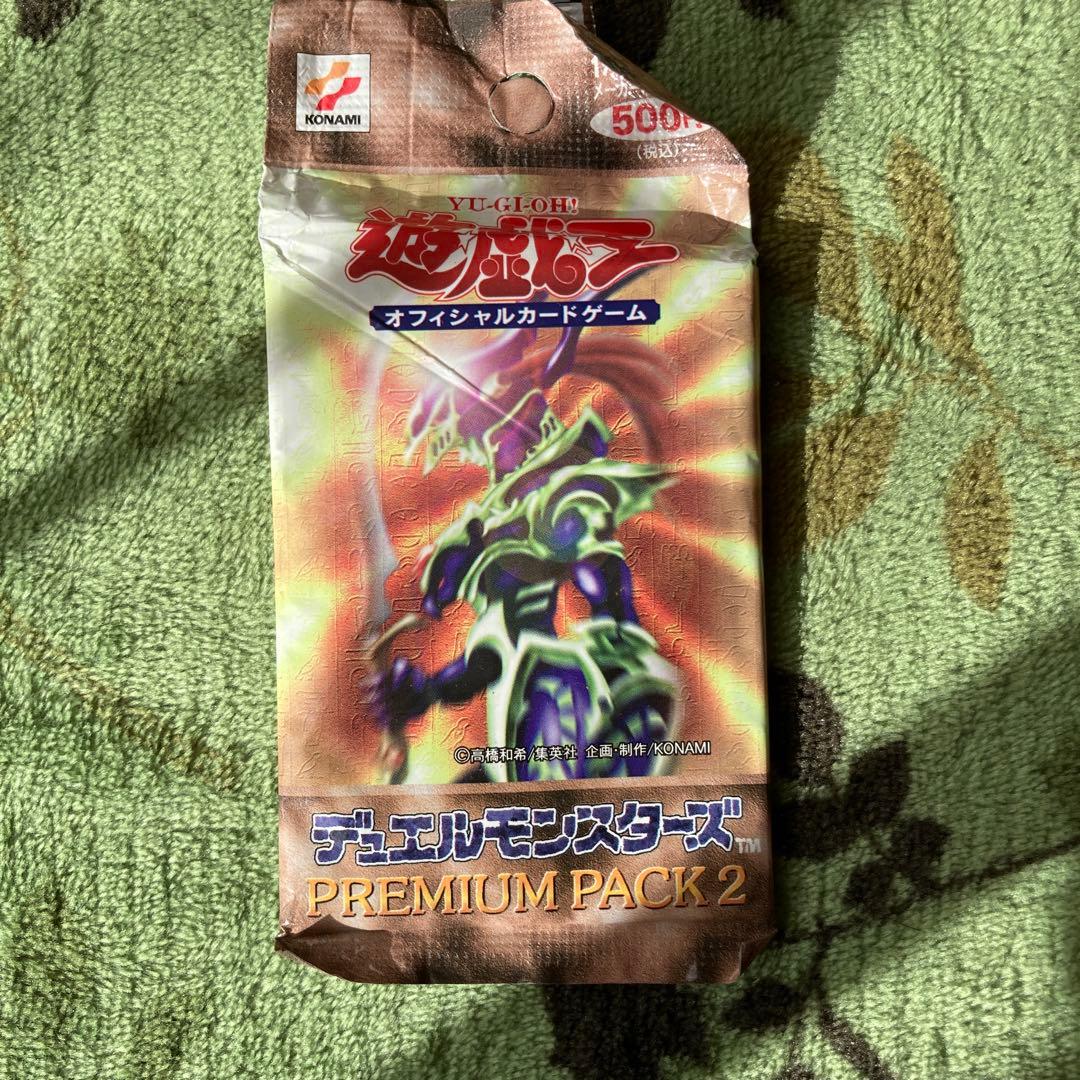 KONAMI
500円
(税込)
YU-GI-OH!
遊戯王
オフィシャルカードゲーム
©高橋和希/集英社 企画・制作/KONAMI
デュエルモンスターズ™
PREMIUM PACK 2